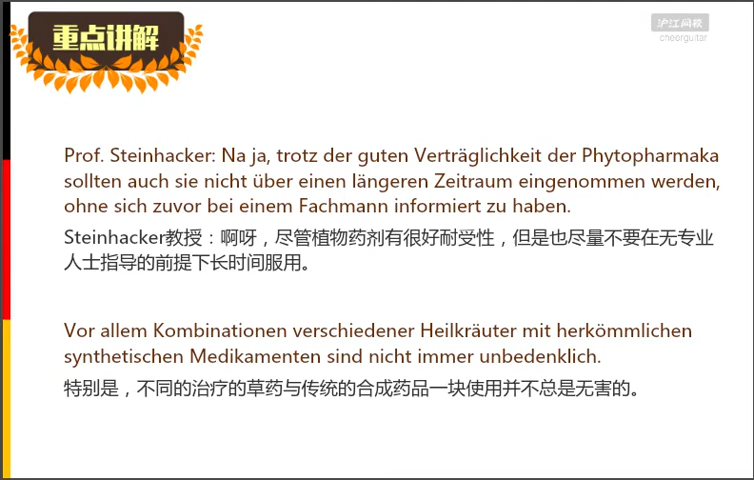 重点讲解
沪江网校
cheerguitar
Prof. Steinhacker: Na ja, trotz der guten Verträglichkeit der Phytopharmaka
sollten auch sie nicht über einen längeren Zeitraum eingenommen werden,
ohne sich zuvor bei einem Fachmann informiert zu haben.
Steinhacker教授：啊呀，尽管植物药剂有很好耐受性，但是也尽量不要在无专业
人士指导的前提下长时间服用。
Vor allem Kombinationen verschiedener Heilkräuter mit herkömmlichen
synthetischen Medikamenten sind nicht immer unbedenklich.
特别是，不同的治疗的草药与传统的合成药品一块使用并不总是无害的。